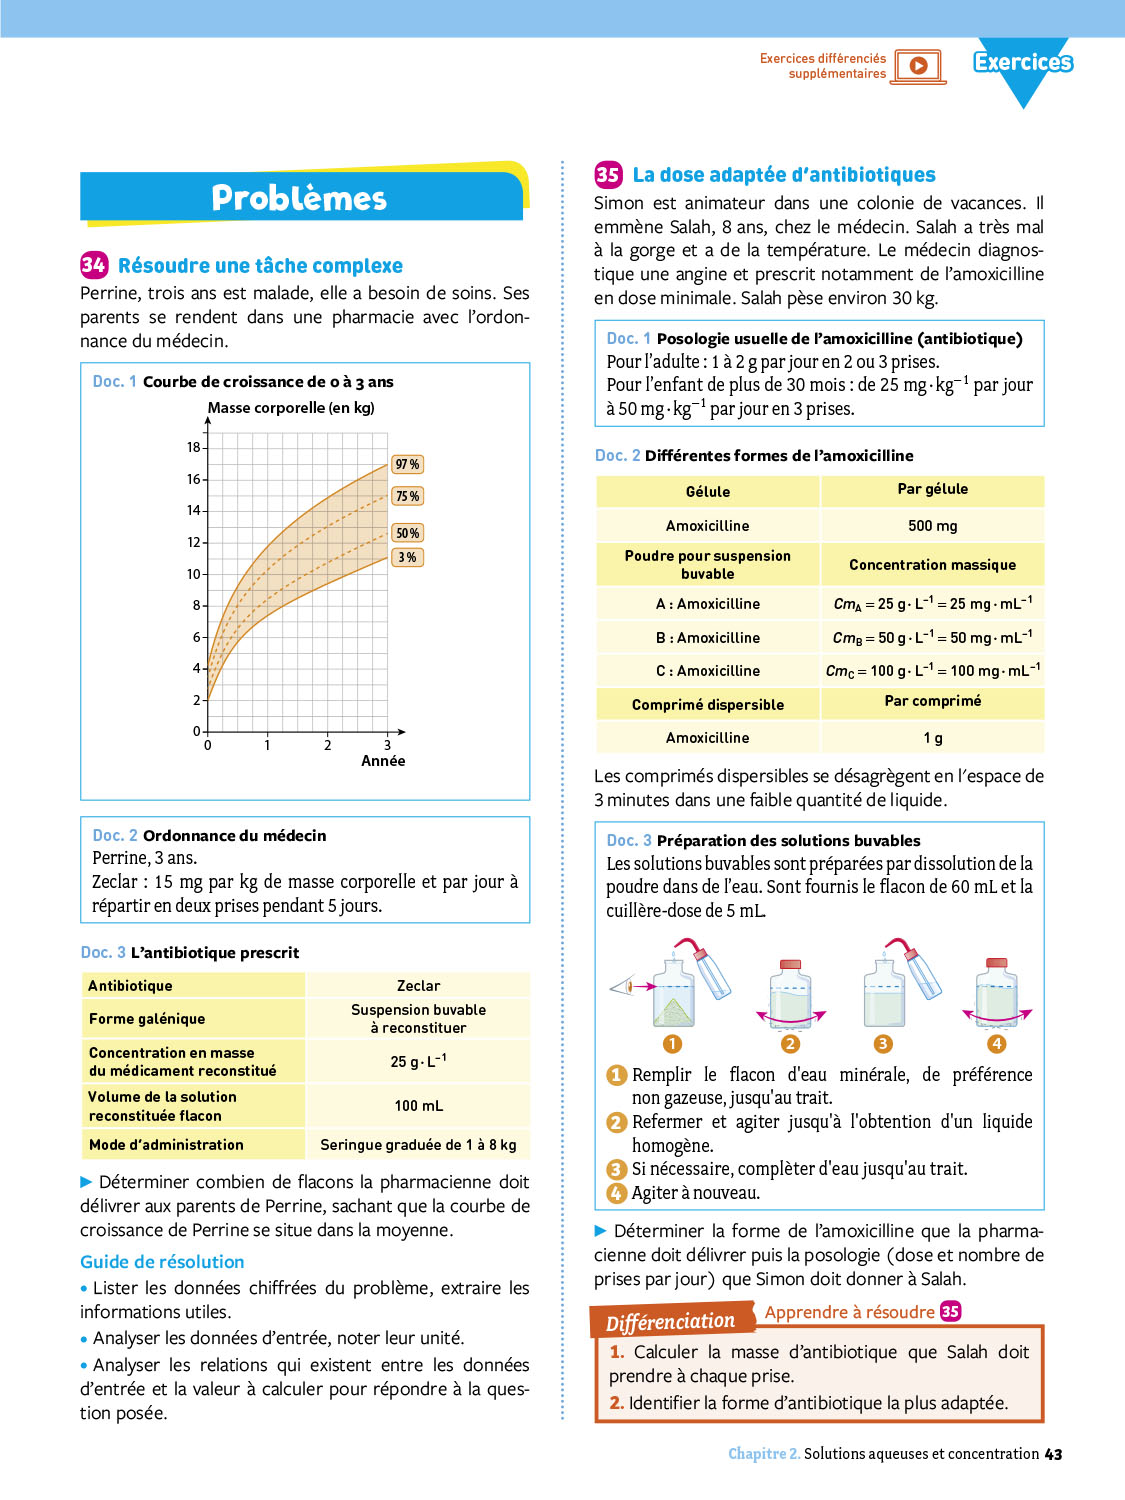 Exercices différenciés
supplémentaires
Exercices
Problèmes
34 Résoudre une tâche complexe
Perrine, trois ans est malade, elle a besoin de soins. Ses
parents se rendent dans une pharmacie avec l'ordon-
nance du médecin.
Doc. 1 Courbe de croissance de 0 à 3 ans
Masse corporelle (en kg)
18
16
14
12
10
8
6
4
2
0
97 %
75 %
50 %
3 %
0 1 2 3
Année
Doc. 2 Ordonnance du médecin
Perrine, 3 ans.
Zeclar : 15 mg par kg de masse corporelle et par jour à
répartir en deux prises pendant 5 jours.
Doc. 3 L'antibiotique prescrit
Antibiotique Zeclar
Forme galénique Suspension buvable
à reconstituer
Concentration en masse
du médicament reconstitué 25 g · L⁻¹
Volume de la solution
reconstituée flacon 100 mL
Mode d'administration Seringue graduée de 1 à 8 kg
► Déterminer combien de flacons la pharmacienne doit
délivrer aux parents de Perrine, sachant que la courbe de
croissance de Perrine se situe dans la moyenne.
Guide de résolution
• Lister les données chiffrées du problème, extraire les
informations utiles.
• Analyser les données d'entrée, noter leur unité.
• Analyser les relations qui existent entre les données
d'entrée et la valeur à calculer pour répondre à la ques-
tion posée.
35 La dose adaptée d'antibiotiques
Simon est animateur dans une colonie de vacances. Il
emmène Salah, 8 ans, chez le médecin. Salah a très mal
à la gorge et a de la température. Le médecin diagnos-
tique une angine et prescrit notamment de l'amoxicilline
en dose minimale. Salah pèse environ 30 kg.
Doc. 1 Posologie usuelle de l'amoxicilline (antibiotique)
Pour l'adulte : 1 à 2 g par jour en 2 ou 3 prises.
Pour l'enfant de plus de 30 mois : de 25 mg · kg⁻¹ par jour
à 50 mg · kg⁻¹ par jour en 3 prises.
Doc. 2 Différentes formes de l'amoxicilline
Gélule Par gélule
Amoxicilline 500 mg
Poudre pour suspension
buvable Concentration massique
A : Amoxicilline CmA = 25 g · L⁻¹ = 25 mg · mL⁻¹
B : Amoxicilline CmB = 50 g · L⁻¹ = 50 mg · mL⁻¹
C : Amoxicilline CmC = 100 g · L⁻¹ = 100 mg · mL⁻¹
Comprimé dispersible Par comprimé
Amoxicilline 1 g
Les comprimés dispersibles se désagrègent en l'espace de
3 minutes dans une faible quantité de liquide.
Doc. 3 Préparation des solutions buvables
Les solutions buvables sont préparées par dissolution de la
poudre dans de l'eau. Sont fournis le flacon de 60 mL et la
cuillère-dose de 5 mL.
1 2 3 4
1 Remplir le flacon d'eau minérale, de préférence
non gazeuse, jusqu'au trait.
2 Refermer et agiter jusqu'à l'obtention d'un liquide
homogène.
3 Si nécessaire, complèter d'eau jusqu'au trait.
4 Agiter à nouveau.
► Déterminer la forme de l'amoxicilline que la pharma-
cienne doit délivrer puis la posologie (dose et nombre de
prises par jour) que Simon doit donner à Salah.
Différenciation Apprendre à résoudre 35
1. Calculer la masse d'antibiotique que Salah doit
prendre à chaque prise.
2. Identifier la forme d'antibiotique la plus adaptée.
Chapitre 2. Solutions aqueuses et concentration 43